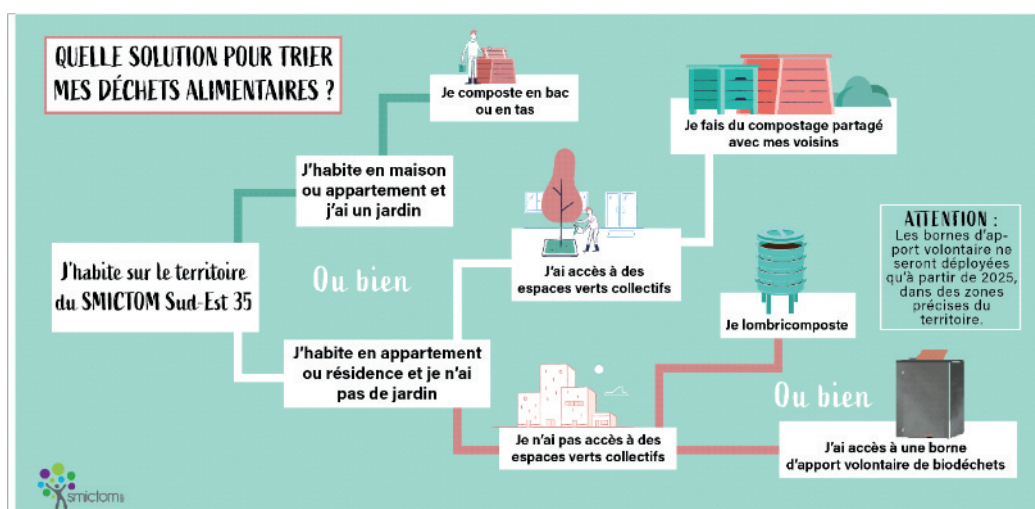 QUELLE SOLUTION POUR TRIER
MES DÉCHETS ALIMENTAIRES ?
Je composte en bac
ou en tas
Je fais du compostage partagé
avec mes voisins
J'habite en maison
ou appartement et
j'ai un jardin
ATTENTION :
Les bornes d'ap-
port volontaire ne
seront déployées
qu'à partir de 2025,
dans des zones
précises du
territoire.
J'habite sur le territoire
du SMICTOM Sud-Est 35
Ou bien
J'ai accès à des
espaces verts collectifs
Je lombricomposte
J'habite en appartement
ou résidence et je n'ai
pas de jardin
Ou bien
Je n'ai pas accès à des
espaces verts collectifs
J'ai accès à une borne
d'apport volontaire de biodéchets
smictom